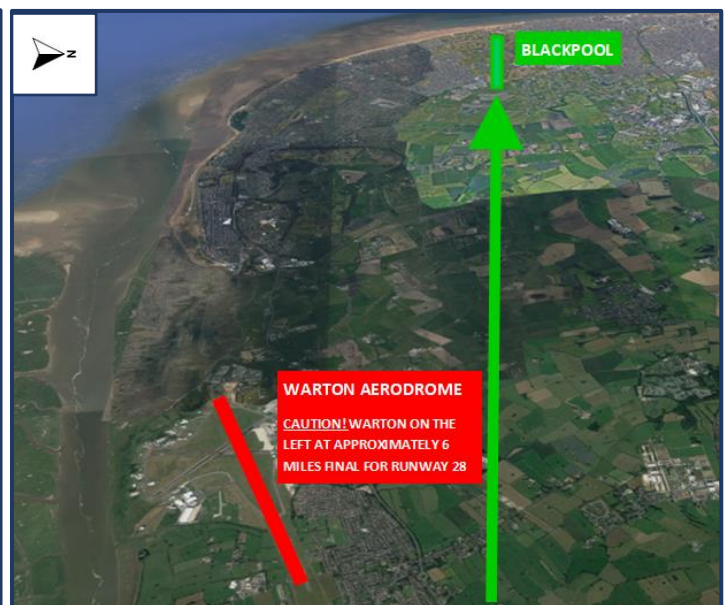 N
BLACKPOOL
WARTON AERODROME
CAUTION! WARTON ON THE
LEFT AT APPROXIMATELY 6
MILES FINAL FOR RUNWAY 28